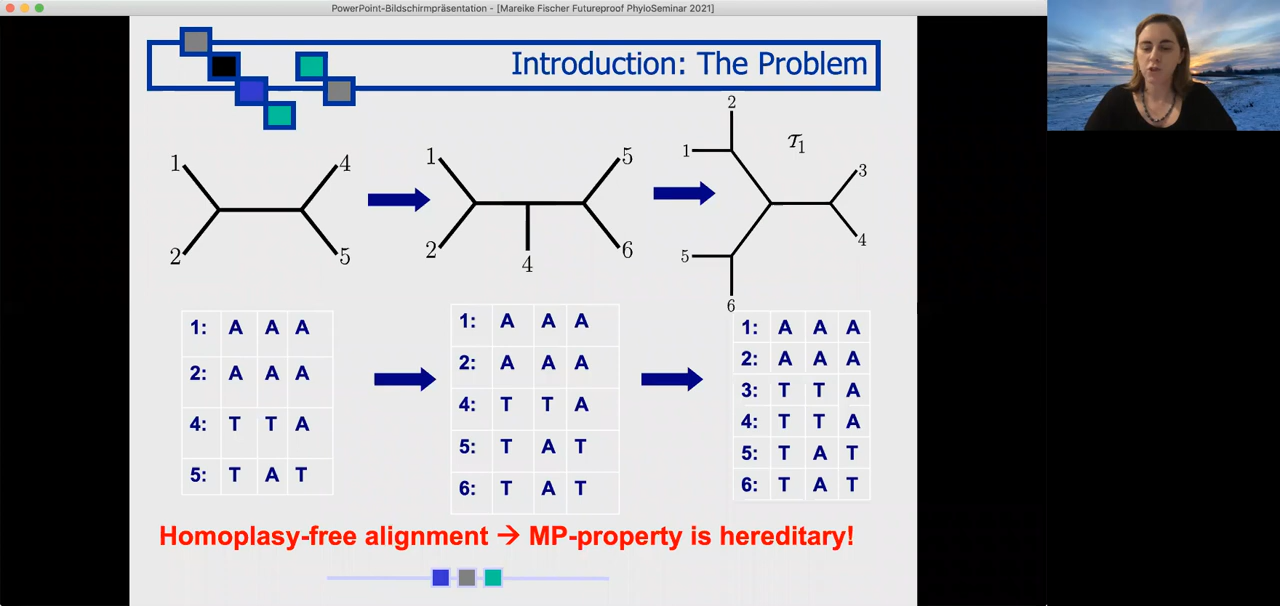 PowerPoint-Bildschirmpräsentation - [Mareike Fischer Futureproof PhyloSeminar 2021]
Introduction: The Problem
1 4
2 5
1 5
2 4 6
2
1 𝒯1
3
5 4
6
1: A A A
2: A A A
4: T T A
5: T A T
1: A A A
2: A A A
4: T T A
5: T A T
6: T A T
1: A A A
2: A A A
3: T T A
4: T T A
5: T A T
6: T A T
Homoplasy-free alignment → MP-property is hereditary!